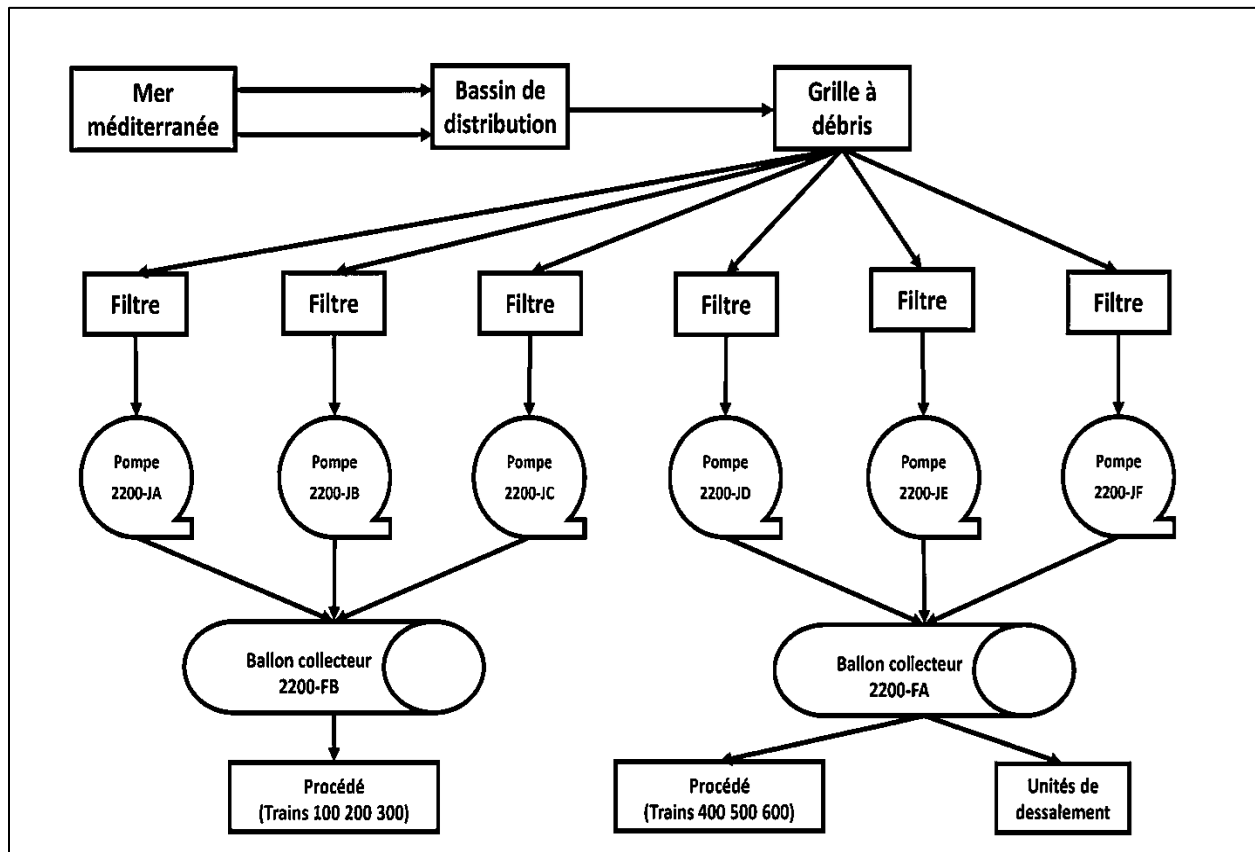 Mer
méditerranée
Bassin de
distribution
Grille à
débris
Filtre
Filtre
Filtre
Filtre
Filtre
Filtre
Pompe
2200-JA
Pompe
2200-JB
Pompe
2200-JC
Pompe
2200-JD
Pompe
2200-JE
Pompe
2200-JF
Ballon collecteur
2200-FB
Ballon collecteur
2200-FA
Procédé
(Trains 100 200 300)
Procédé
(Trains 400 500 600)
Unités de
dessalement